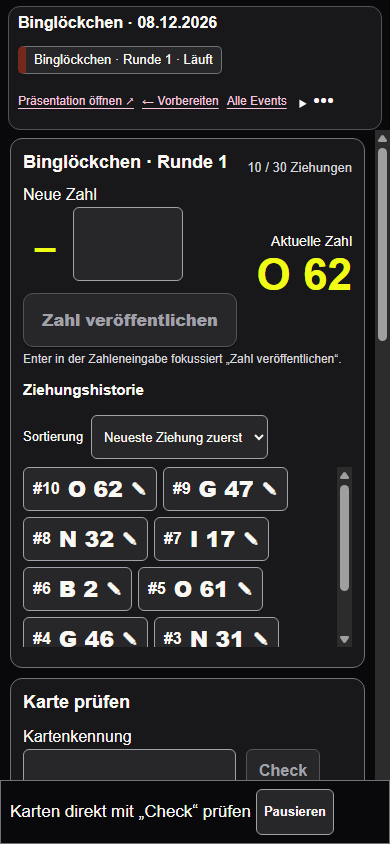 Binglöckchen · 08.12.2026
Binglöckchen · Runde 1 · Läuft
Präsentation öffnen ↗ ← Vorbereiten Alle Events ▶ •••
Binglöckchen · Runde 1
10 / 30 Ziehungen
Neue Zahl
–
Aktuelle Zahl
O 62
Zahl veröffentlichen
Enter in der Zahleneingabe fokussiert „Zahl veröffentlichen“.
Ziehungshistorie
Sortierung Neueste Ziehung zuerst
#10 O 62 #9 G 47
#8 N 32 #7 I 17
#6 B 2 #5 O 61
#4 G 46 #3 N 31
Karte prüfen
Kartenkennung
Check
Karten direkt mit „Check“ prüfen Pausieren